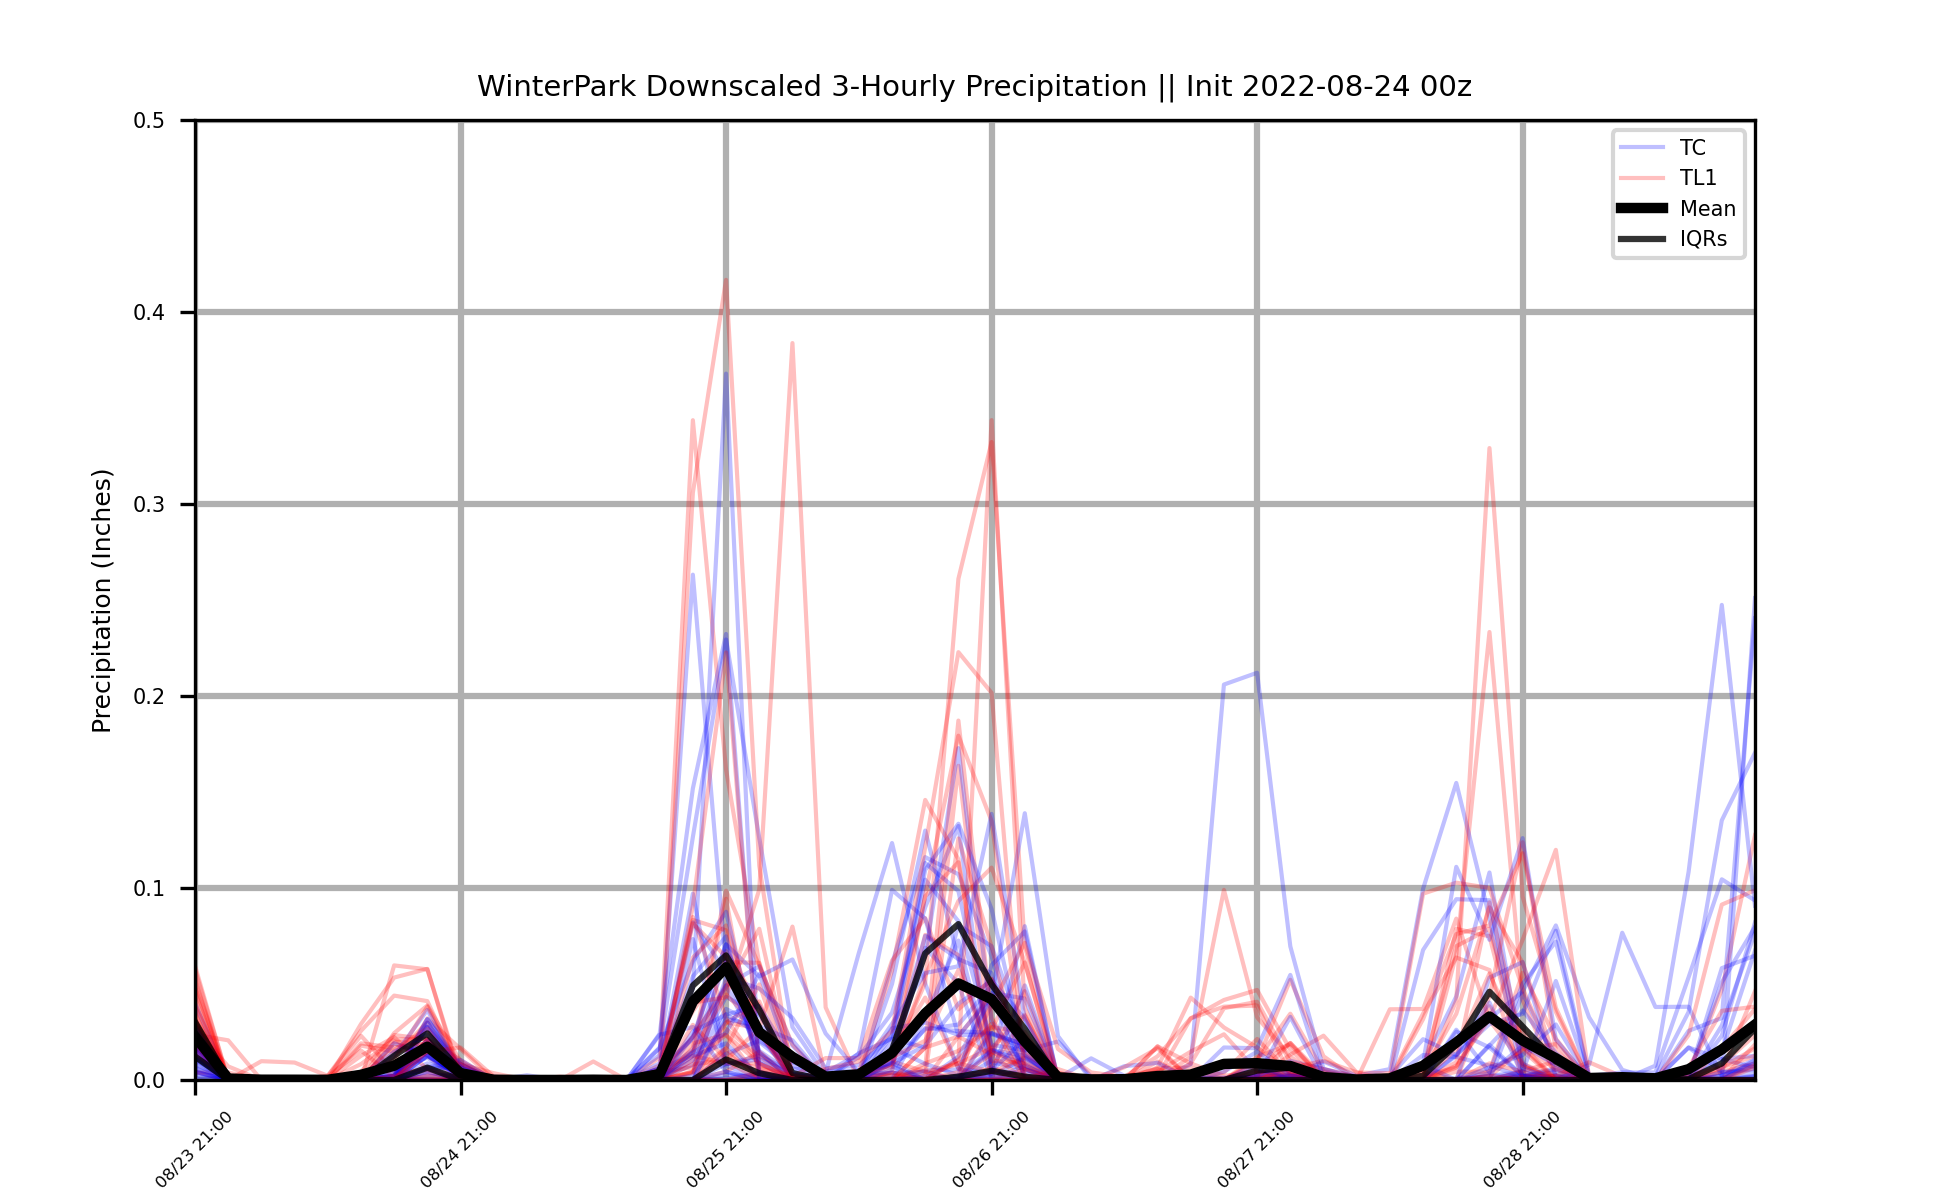 WinterPark Downscaled 3-Hourly Precipitation || Init 2022-08-24 00z
TC
TL1
Mean
IQRs
Precipitation (Inches)
0.5
0.4
0.3
0.2
0.1
0.0
08/23 21:00
08/24 21:00
08/25 21:00
08/26 21:00
08/27 21:00
08/28 21:00